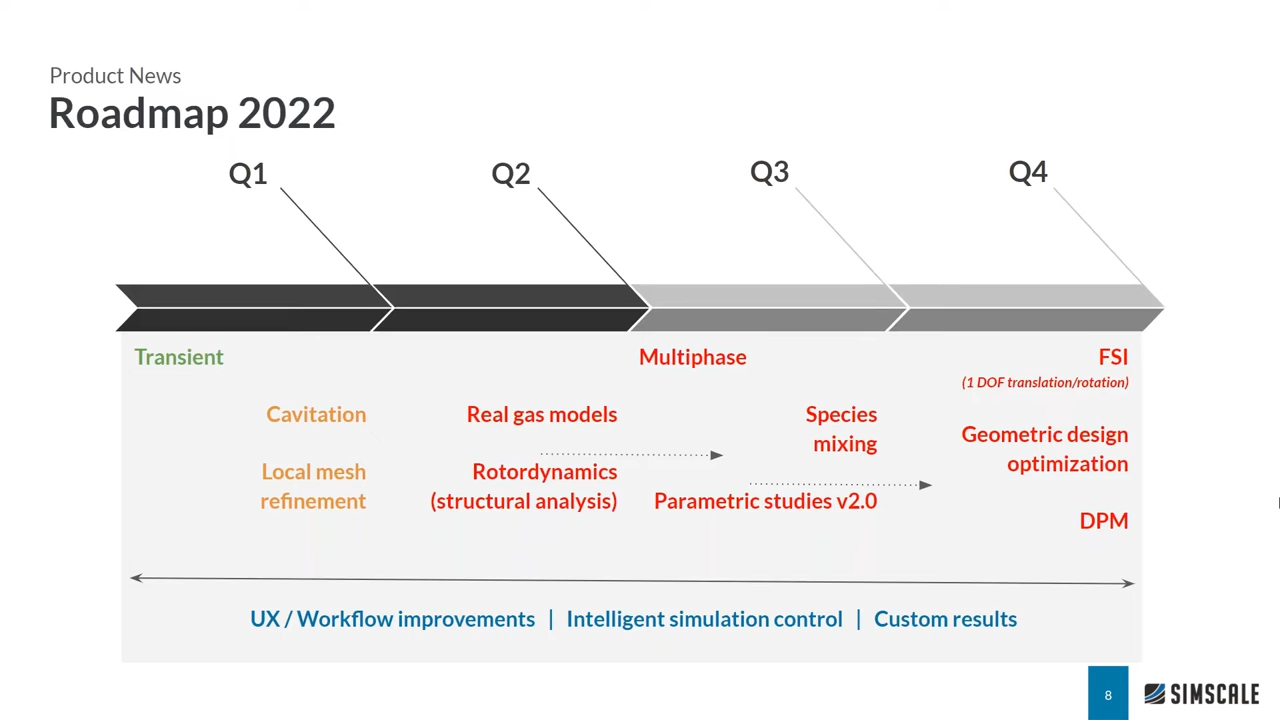 Product News
Roadmap 2022
Q1
Q2
Q3
Q4
Transient
Multiphase
FSI
(1 DOF translation/rotation)
Cavitation
Real gas models
Species
mixing
Geometric design
optimization
Local mesh
refinement
Rotordynamics
(structural analysis)
Parametric studies v2.0
DPM
UX / Workflow improvements | Intelligent simulation control | Custom results
8
SIMSCALE